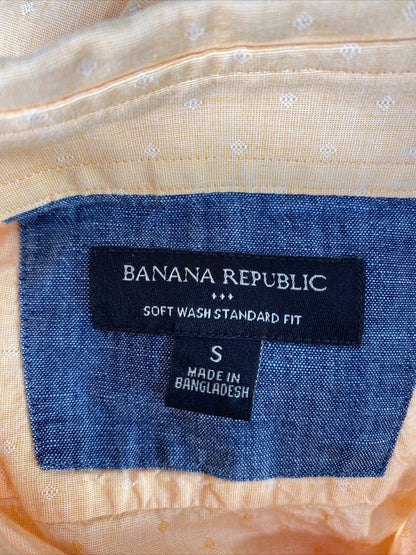 BANANA REPUBLIC
SOFT WASH STANDARD FIT
S
MADE IN
BANGLADESH